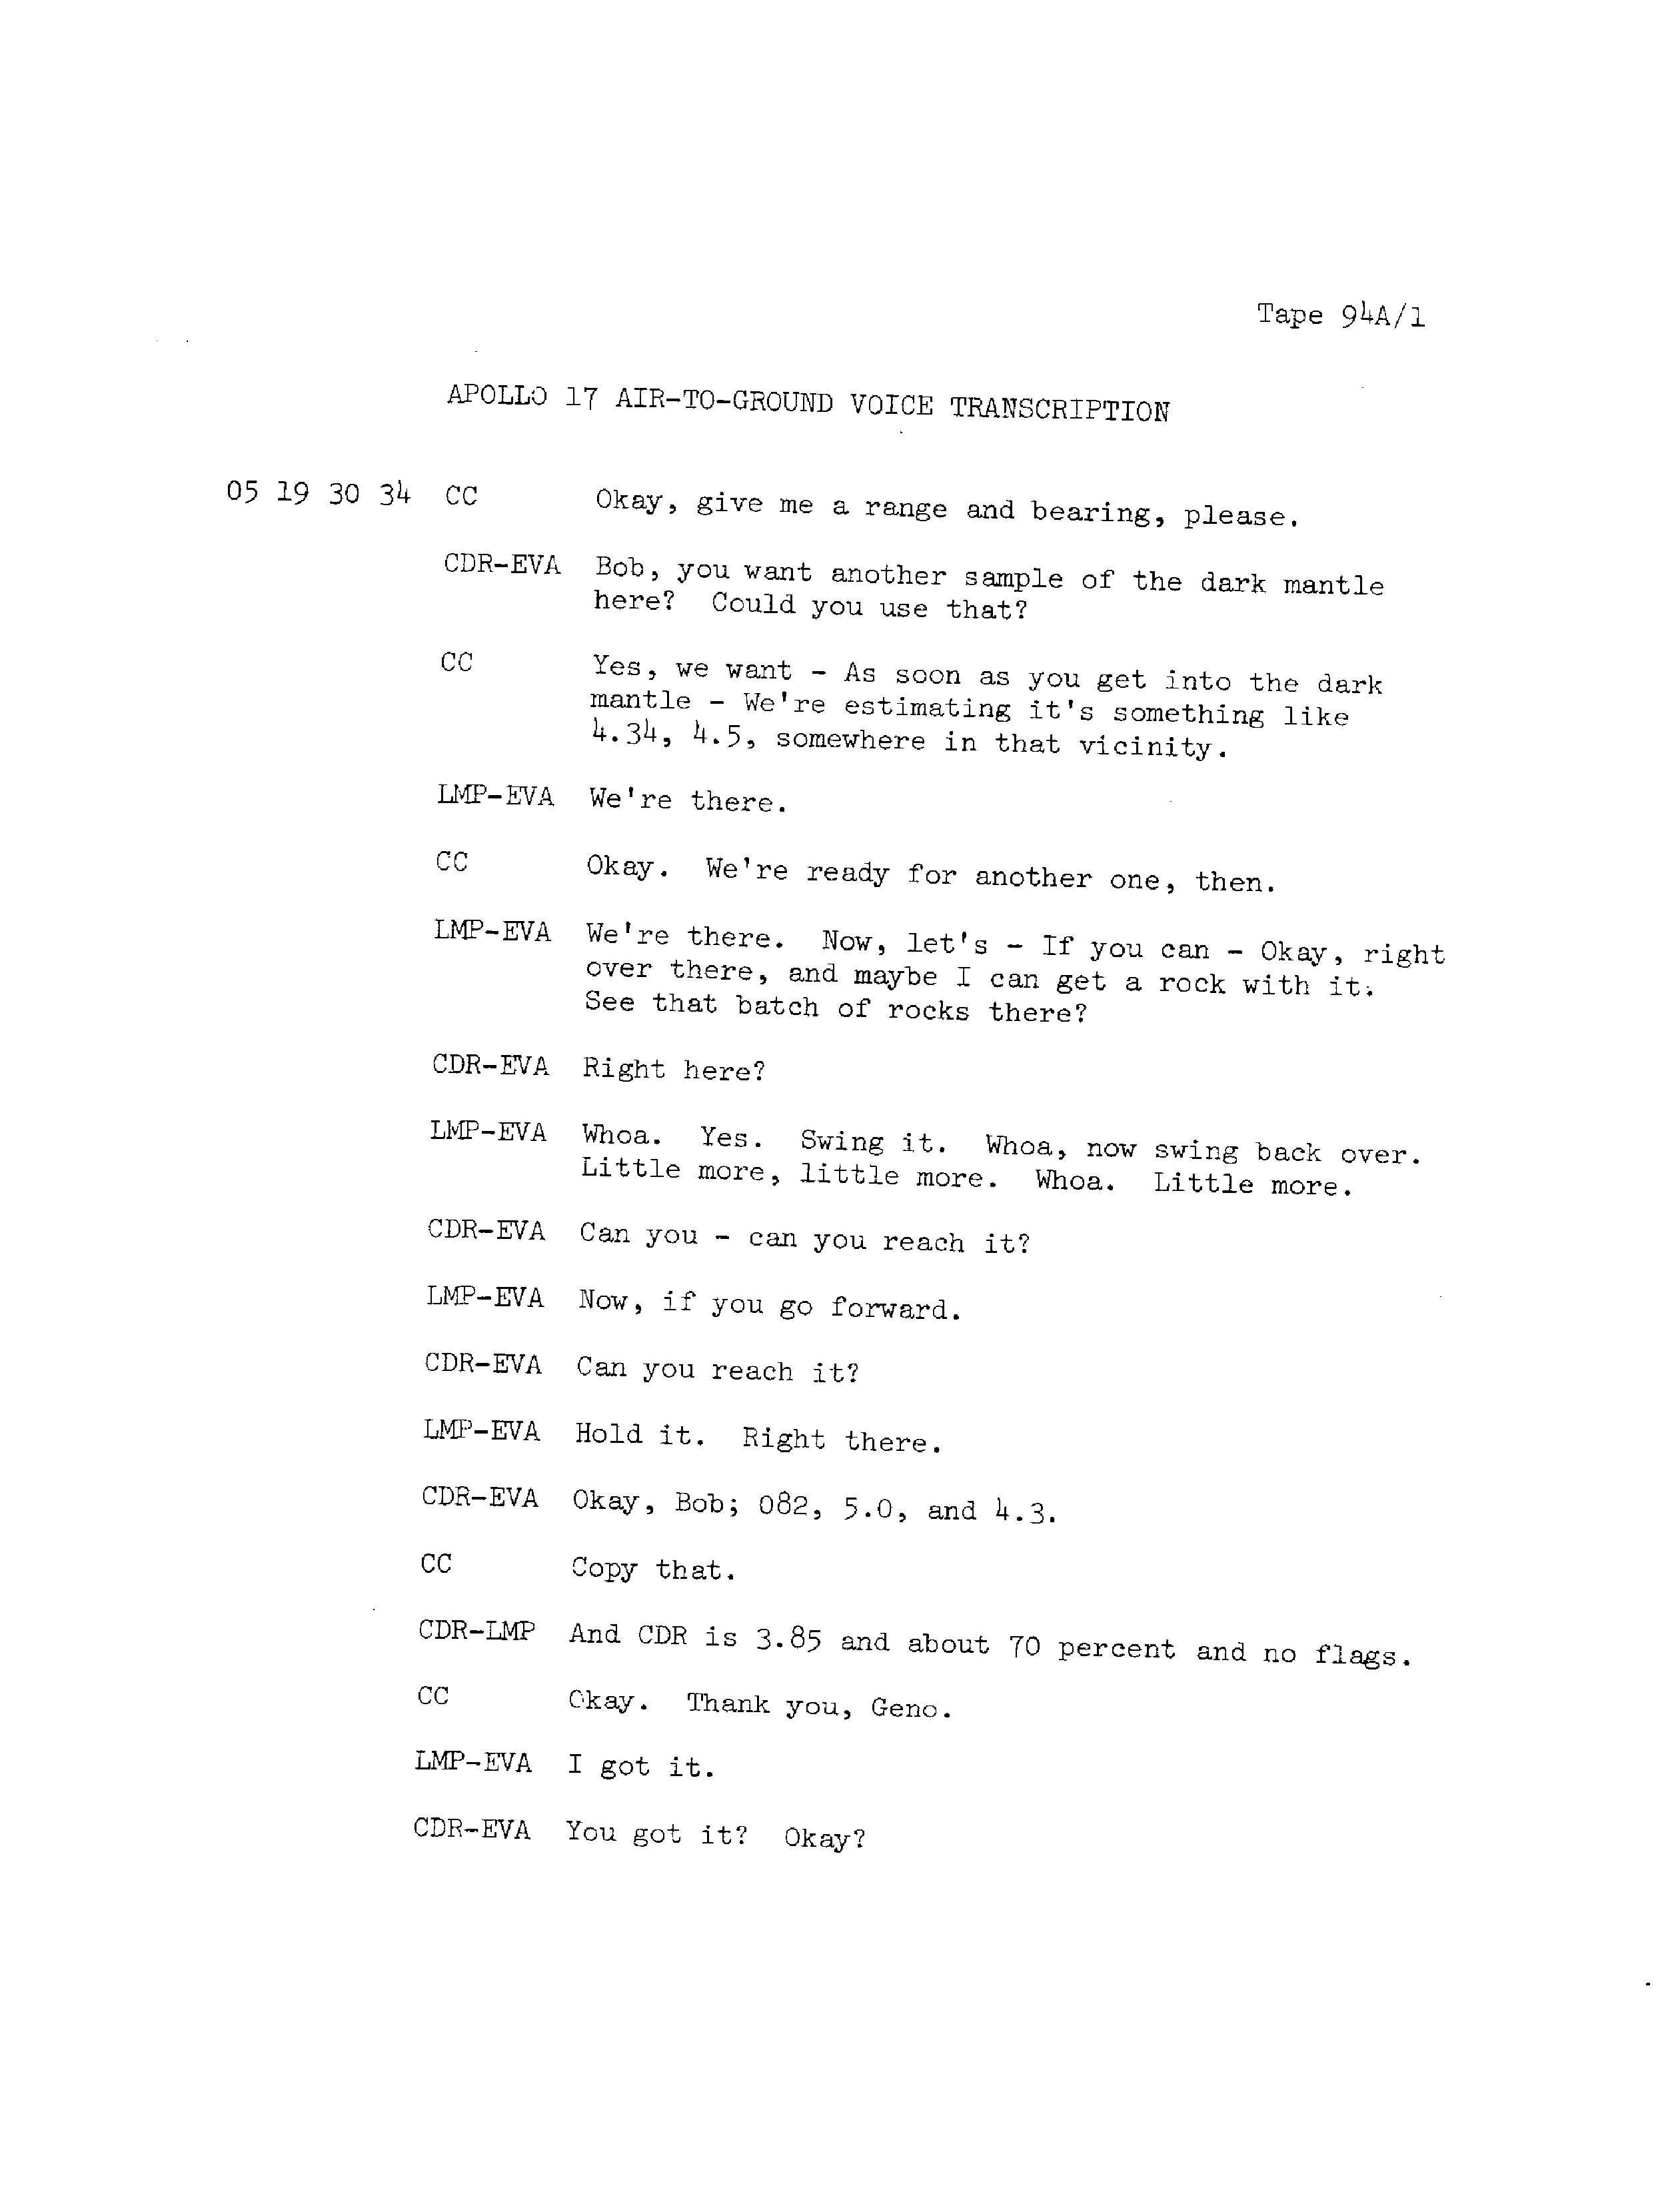 Tape 94A/1
APOLLO 17 AIR-TO-GROUND VOICE TRANSCRIPTION
05 19 30 34 CC Okay, give me a range and bearing, please.
CDR-EVA Bob, you want another sample of the dark mantle
here? Could you use that?
CC Yes, we want - As soon as you get into the dark
mantle - We're estimating it's something like
4.34, 4.5, somewhere in that vicinity.
LMP-EVA We're there.
CC Okay. We're ready for another one, then.
LMP-EVA We're there. Now, let's - If you can - Okay, right
over there, and maybe I can get a rock with it.
See that batch of rocks there?
CDR-EVA Right here?
LMP-EVA Whoa. Yes. Swing it. Whoa, now swing back over.
Little more, little more. Whoa. Little more.
CDR-EVA Can you - can you reach it?
LMP-EVA Now, if you go forward.
CDR-EVA Can you reach it?
LMP-EVA Hold it. Right there.
CDR-EVA Okay, Bob; 082, 5.0, and 4.3.
CC Copy that.
CDR-LMP And CDR is 3.85 and about 70 percent and no flags.
CC Okay. Thank you, Geno.
LMP-EVA I got it.
CDR-EVA You got it? Okay?